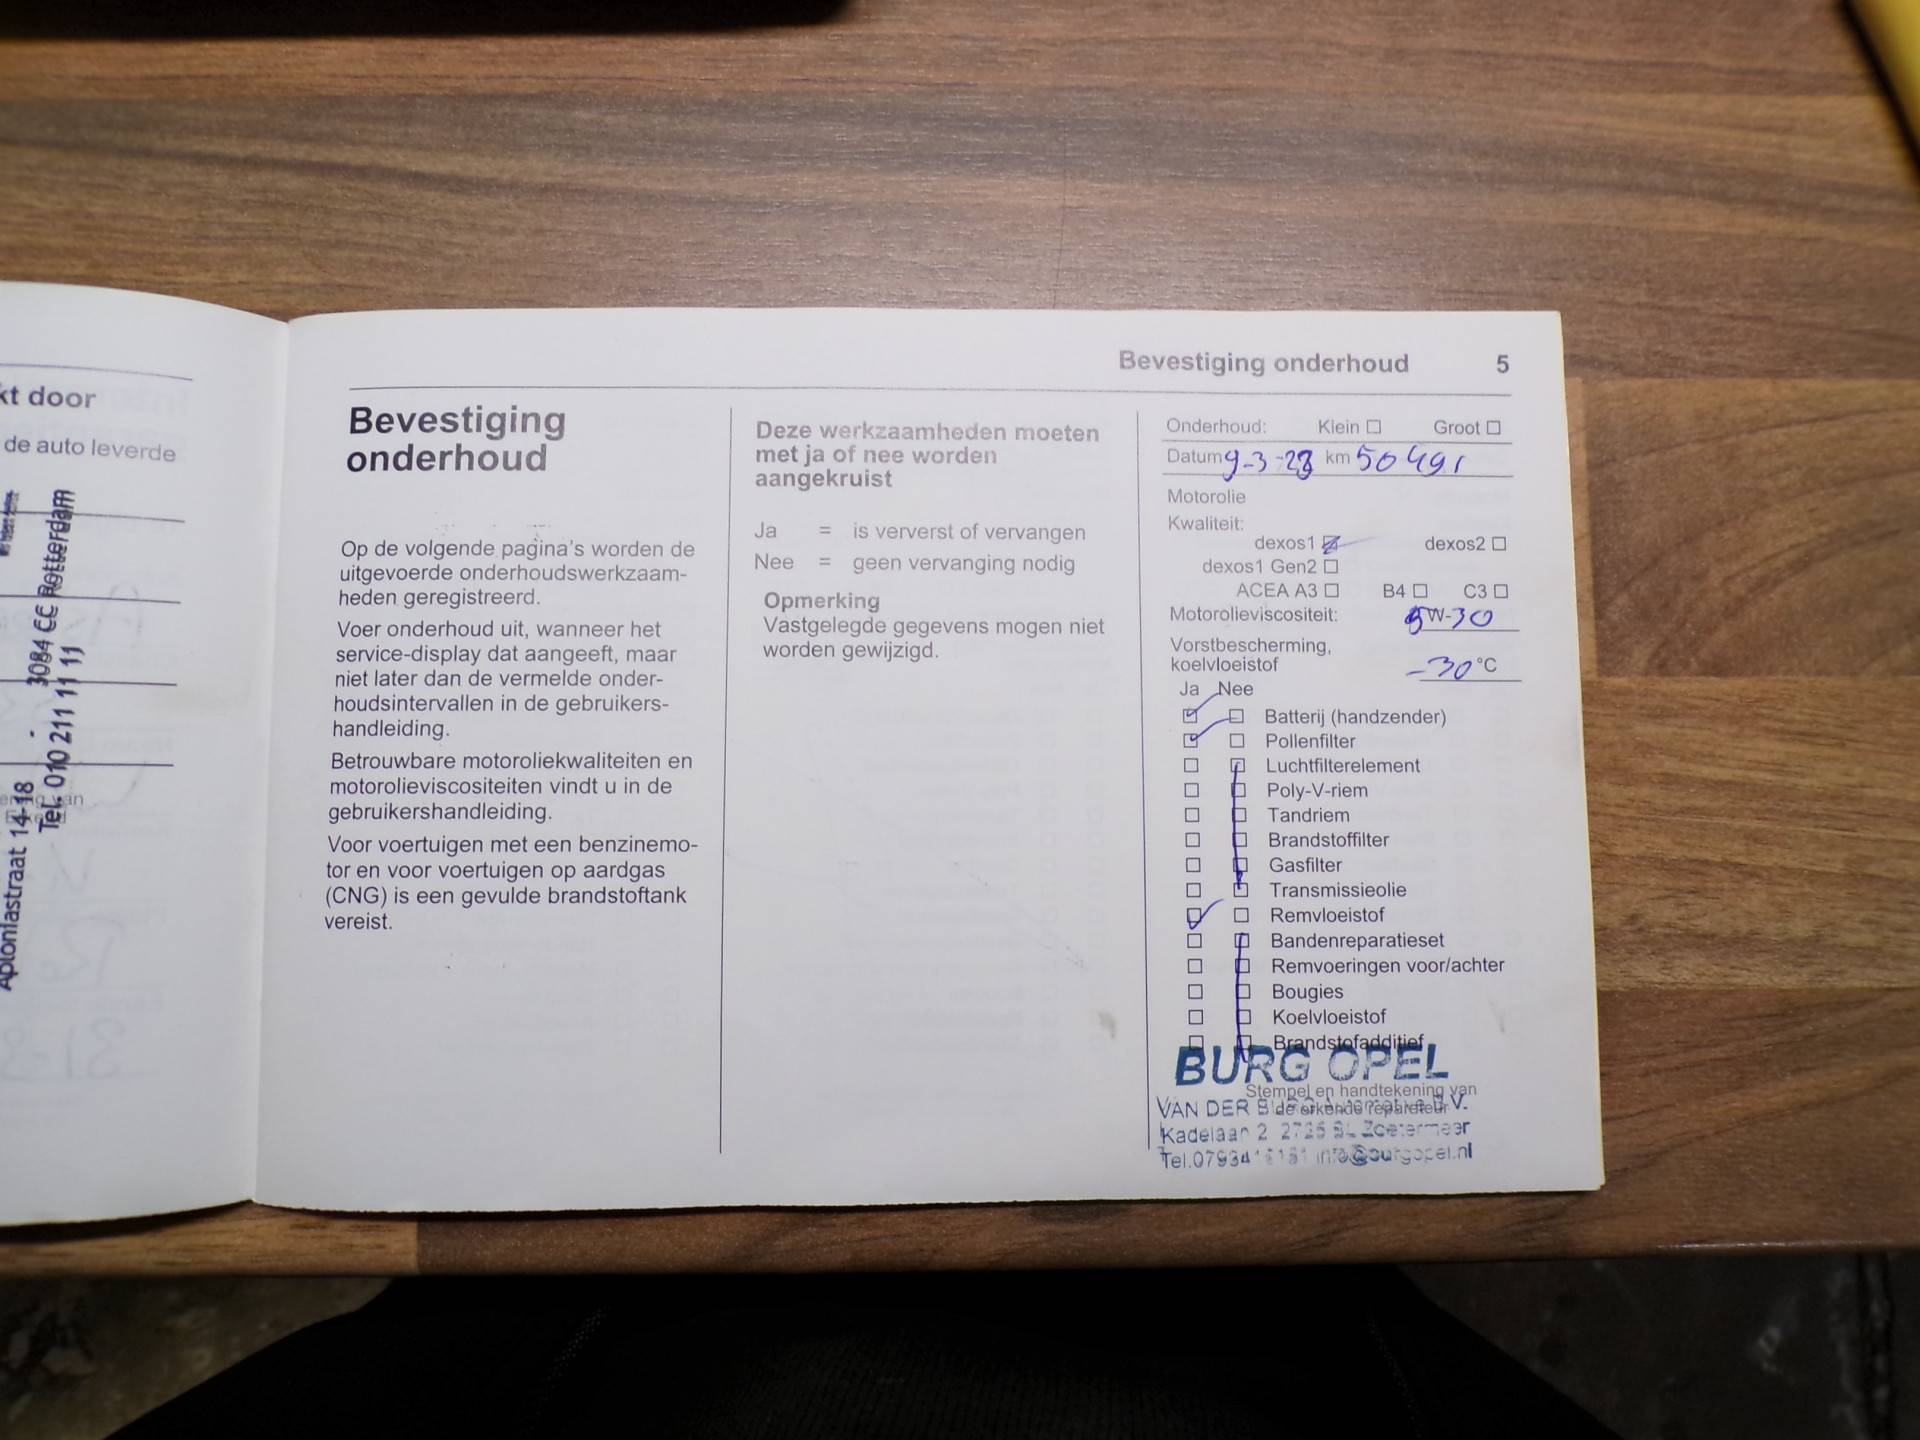 kt door
de auto leverde
Aploniastraat 14-18 - 3084 CC Rotterdam
Tel. 010 211 11 11
Bevestiging onderhoud 5
Bevestiging
onderhoud
Op de volgende pagina's worden de
uitgevoerde onderhoudswerkzaam-
heden geregistreerd.
Voer onderhoud uit, wanneer het
service-display dat aangeeft, maar
niet later dan de vermelde onder-
houdsintervallen in de gebruikers-
handleiding.
Betrouwbare motoroliekwaliteiten en
motorolieviscositeiten vindt u in de
gebruikershandleiding.
Voor voertuigen met een benzinemo-
tor en voor voertuigen op aardgas
(CNG) is een gevulde brandstoftank
vereist.
Deze werkzaamheden moeten
met ja of nee worden
aangekruist
Ja = is ververst of vervangen
Nee = geen vervanging nodig
Opmerking
Vastgelegde gegevens mogen niet
worden gewijzigd.
Onderhoud: Klein Groot
Datum 9-3-23 km 50491
Motorolie
Kwaliteit:
dexos1 dexos2
dexos1 Gen2
ACEA A3 B4 C3
Motorolieviscositeit: 5W-30
Vorstbescherming,
koelvloeistof -30 °C
Ja Nee
Batterij (handzender)
Pollenfilter
Luchtfilterelement
Poly-V-riem
Tandriem
Brandstoffilter
Gasfilter
Transmissieolie
Remvloeistof
Bandenreparatieset
Remvoeringen voor/achter
Bougies
Koelvloeistof
Brandstofadditief
BURG OPEL
Stempel en handtekening van
de erkende reparateur
VAN DER B.V.
Kadelaan 2 Zoetermeer
Tel. info@burgopel.nl